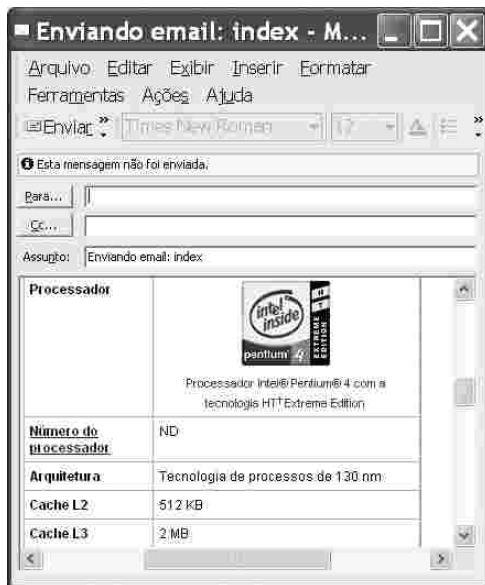 Enviando email: index - M...
Arquivo Editar Exibir Inserir Formatar
Ferramentas Ações Ajuda
Enviar Times New Roman 12 A
Esta mensagem não foi enviada.
Para...
Cc...
Assunto: Enviando email: index
Processador
intel
inside
pentium 4
HT
EXTREME
EDITION
Processador Intel® Pentium® 4 com a
tecnologia HT† Extreme Edition
Número do
processador
ND
Arquitetura Tecnologia de processos de 130 nm
Cache L2 512 KB
Cache L3 2 MB